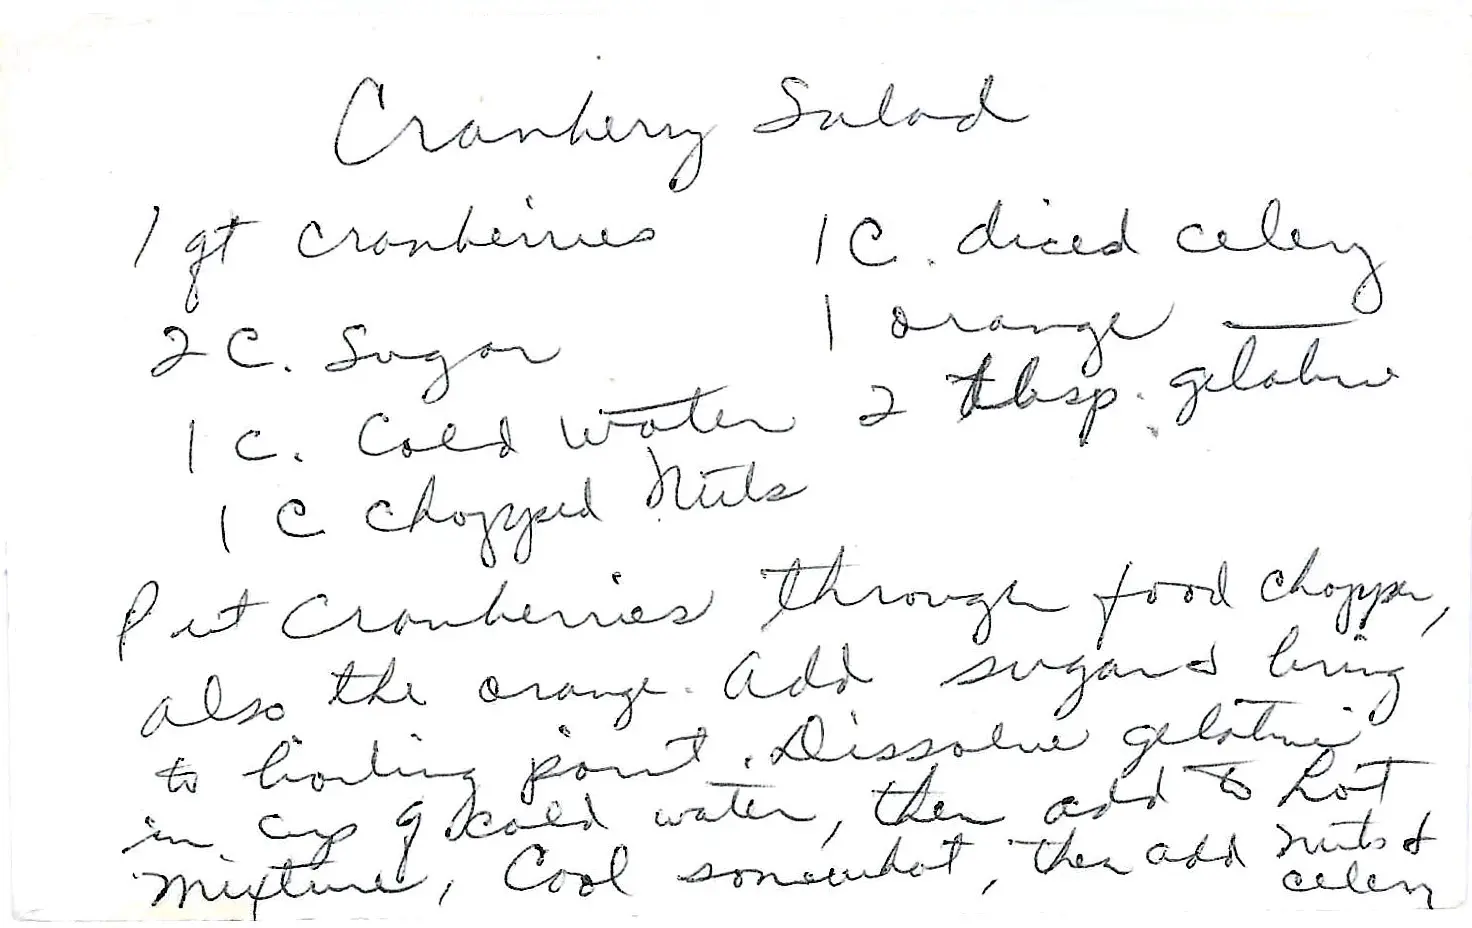 Cranberry Salad
1 qt cranberries
1 C. diced celery
2 C. Sugar
1 orange —
1 C. Cold water
2 tbsp. gelatine
1 C chopped Nuts
Put Cranberries through food chopper,
also the orange. Add sugar & bring
to boiling point. Dissolve gelatine
in cup of cold water, then add to hot
mixture, Cool somewhat, then add nuts &
celery